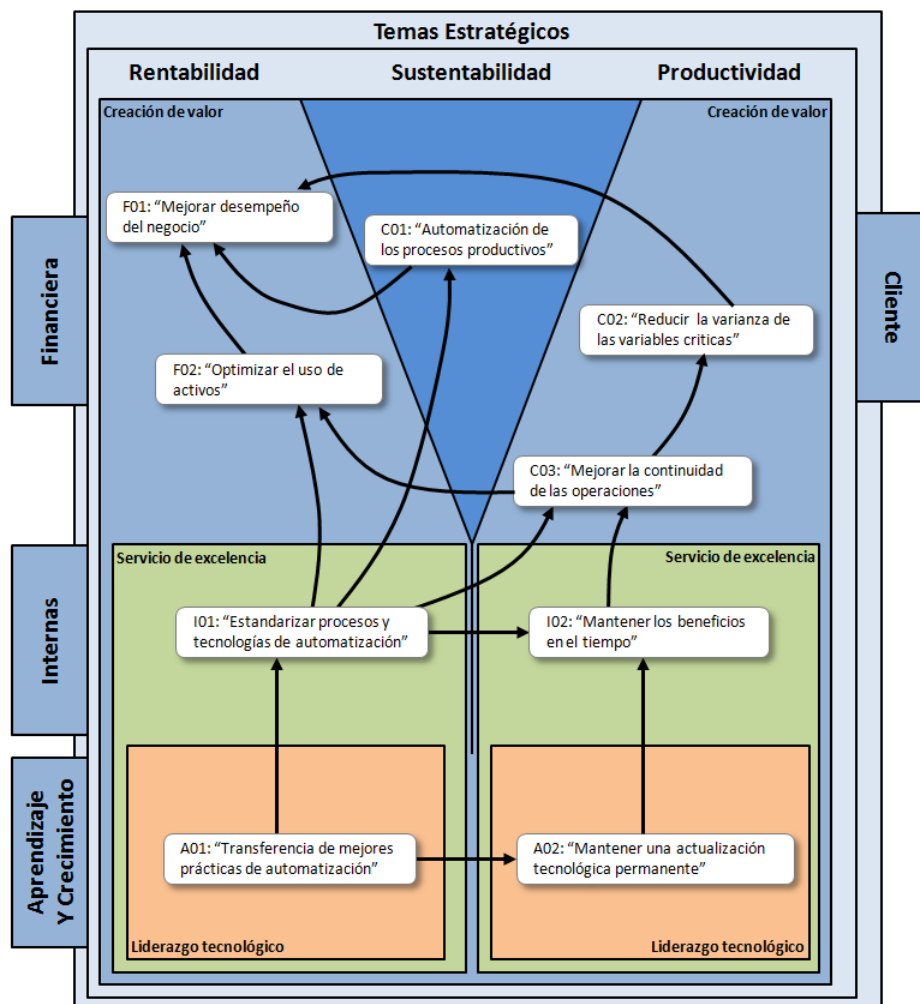 Temas Estratégicos
Rentabilidad
Sustentabilidad
Productividad
Creación de valor
Creación de valor
F01: “Mejorar desempeño
del negocio”
C01: “Automatización de
los procesos productivos”
Financiera
Cliente
C02: “Reducir la varianza de
las variables criticas”
F02: “Optimizar el uso de
activos”
C03: “Mejorar la continuidad
de las operaciones”
Servicio de excelencia
Servicio de excelencia
Internas
I01: “Estandarizar procesos y
tecnologías de automatización”
I02: “Mantener los beneficios
en el tiempo”
Aprendizaje
Y Crecimiento
A01: “Transferencia de mejores
prácticas de automatización”
A02: “Mantener una actualización
tecnológica permanente”
Liderazgo tecnológico
Liderazgo tecnológico